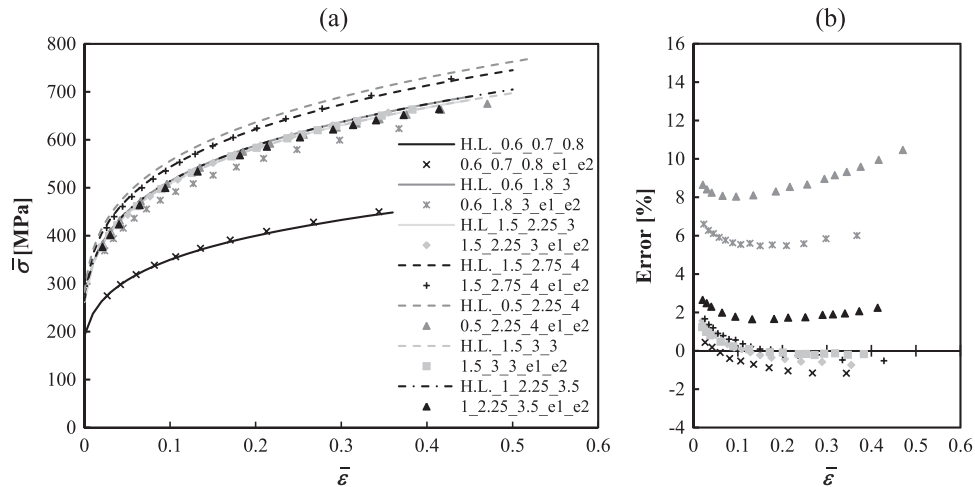 (a)
800
700
600
500
400
300
200
100
0
σ̅ [MPa]
0
0.1
0.2
0.3
0.4
0.5
0.6
ε̅
H.L._0.6_0.7_0.8
0.6_0.7_0.8_e1_e2
H.L._0.6_1.8_3
0.6_1.8_3_e1_e2
H.L_1.5_2.25_3
1.5_2.25_3_e1_e2
H.L._1.5_2.75_4
1.5_2.75_4_e1_e2
H.L._0.5_2.25_4
0.5_2.25_4_e1_e2
H.L._1.5_3_3
1.5_3_3_e1_e2
H.L._1_2.25_3.5
1_2.25_3.5_e1_e2
(b)
16
14
12
10
8
6
4
2
0
-2
-4
Error [%]
0
0.1
0.2
0.3
0.4
0.5
0.6
ε̅